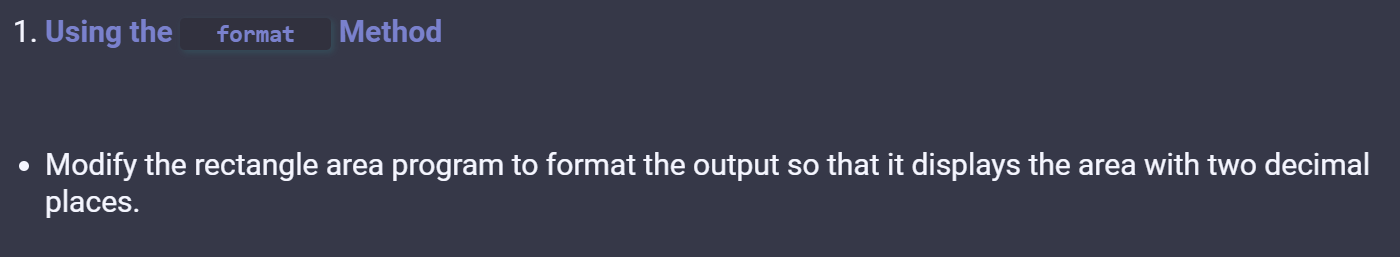 1. Using the format Method
• Modify the rectangle area program to format the output so that it displays the area with two decimal
places.